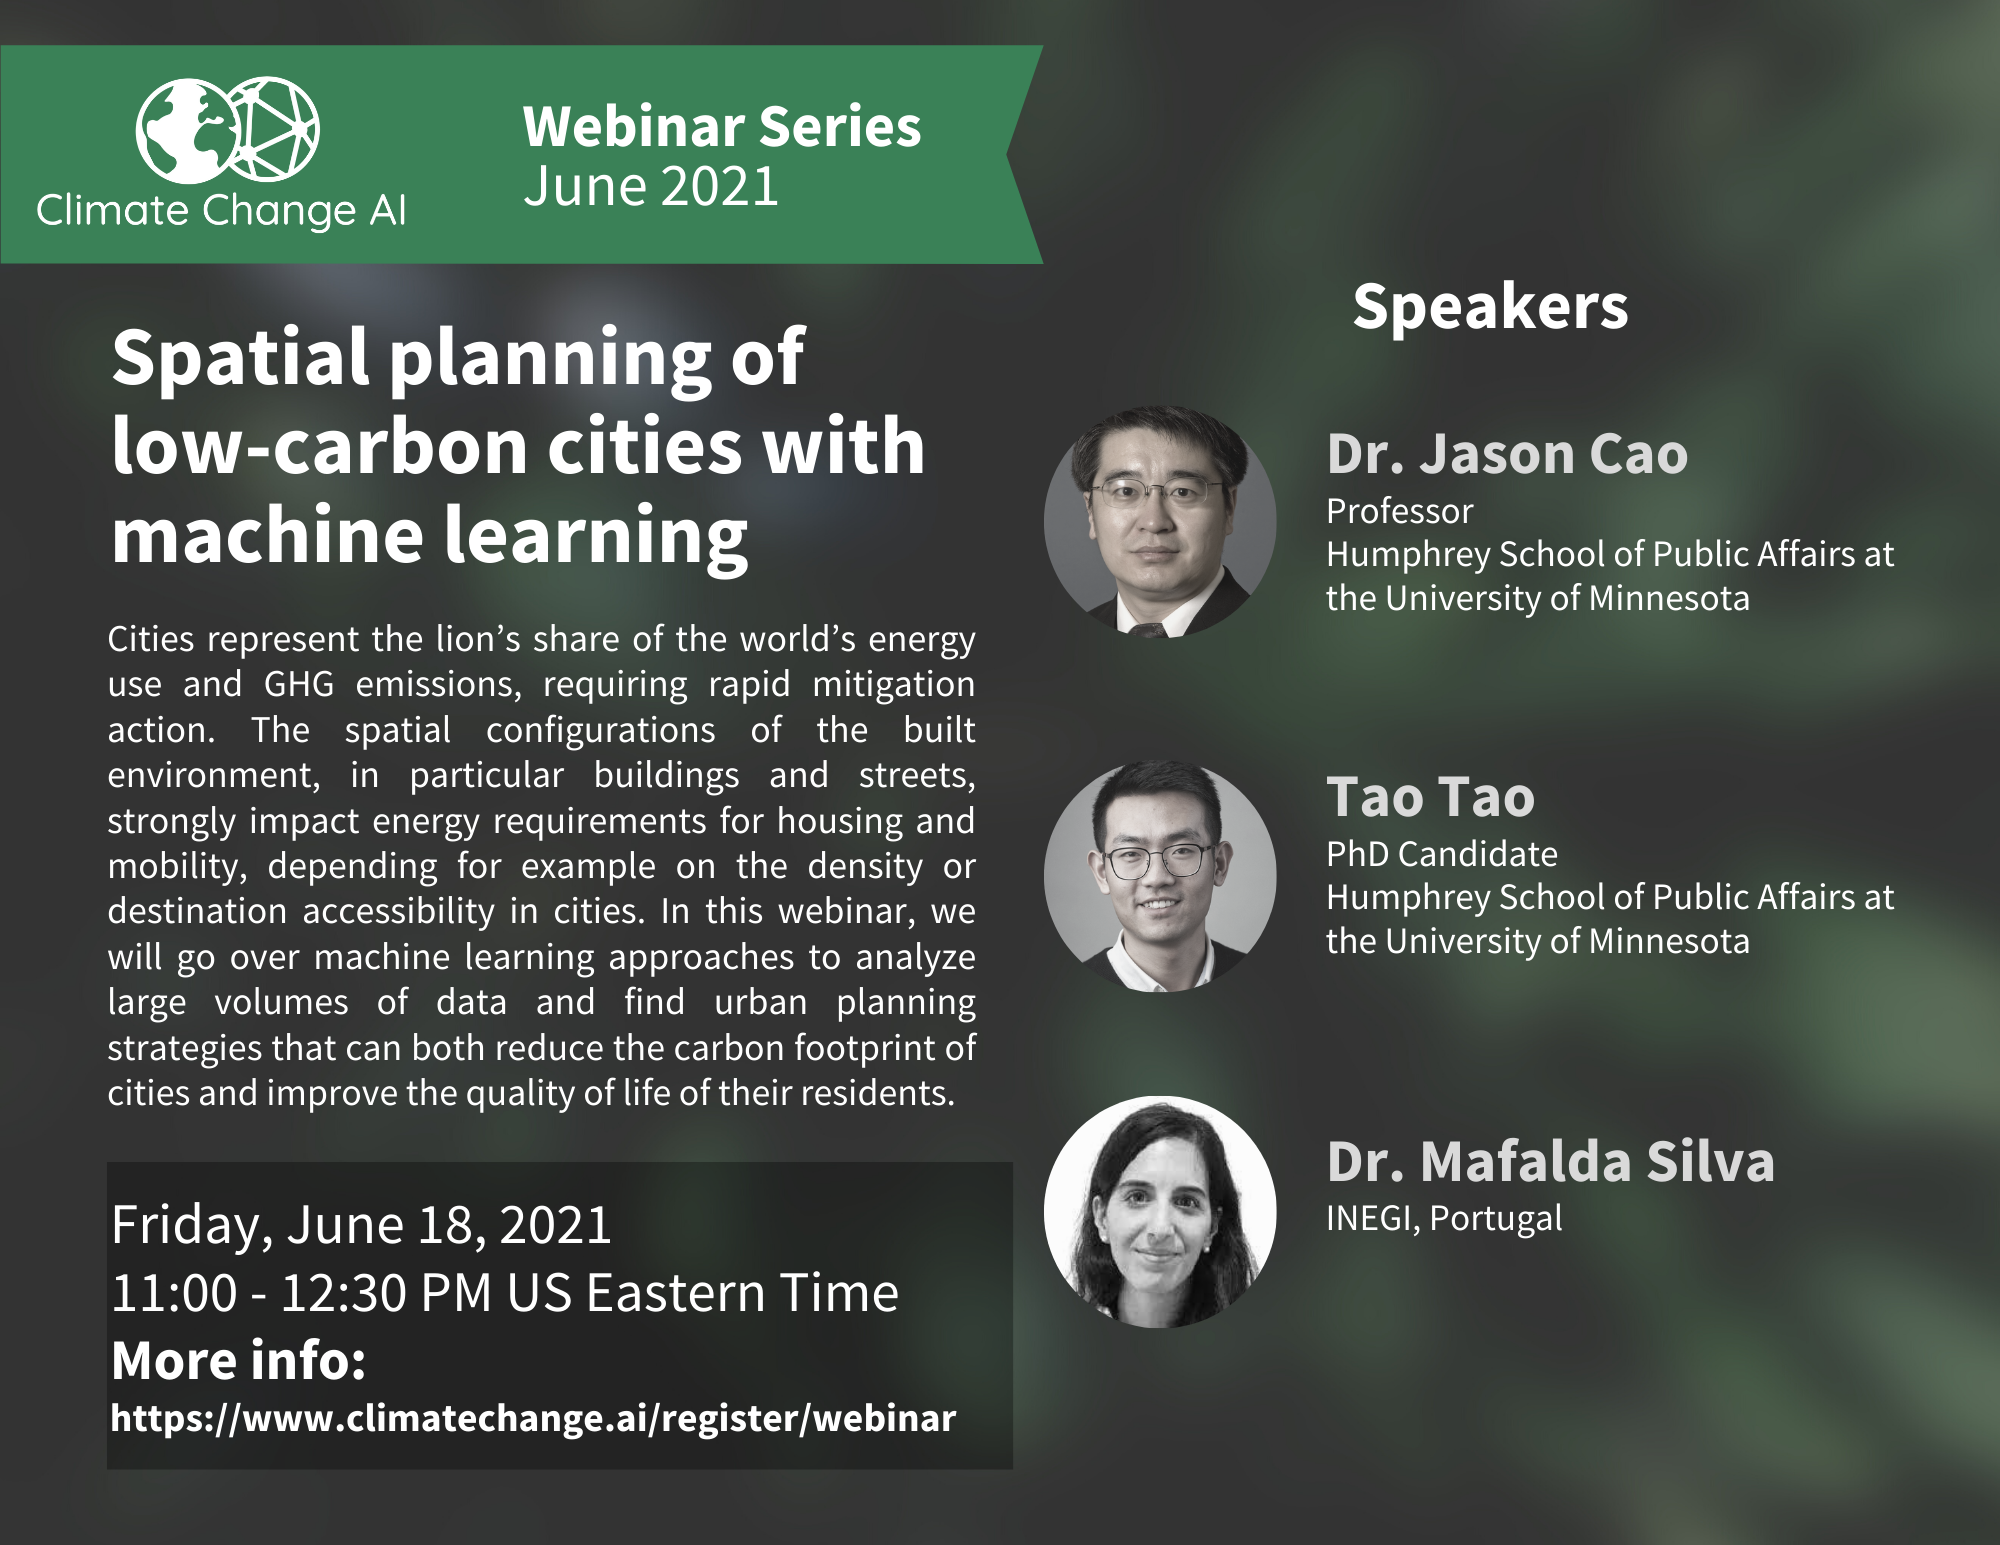 Climate Change AI
Webinar Series
June 2021
Spatial planning of
low-carbon cities with
machine learning
Cities represent the lion’s share of the world’s energy
use and GHG emissions, requiring rapid mitigation
action. The spatial configurations of the built
environment, in particular buildings and streets,
strongly impact energy requirements for housing and
mobility, depending for example on the density or
destination accessibility in cities. In this webinar, we
will go over machine learning approaches to analyze
large volumes of data and find urban planning
strategies that can both reduce the carbon footprint of
cities and improve the quality of life of their residents.
Friday, June 18, 2021
11:00 - 12:30 PM US Eastern Time
More info:
https://www.climatechange.ai/register/webinar
Speakers
Dr. Jason Cao
Professor
Humphrey School of Public Affairs at
the University of Minnesota
Tao Tao
PhD Candidate
Humphrey School of Public Affairs at
the University of Minnesota
Dr. Mafalda Silva
INEGI, Portugal